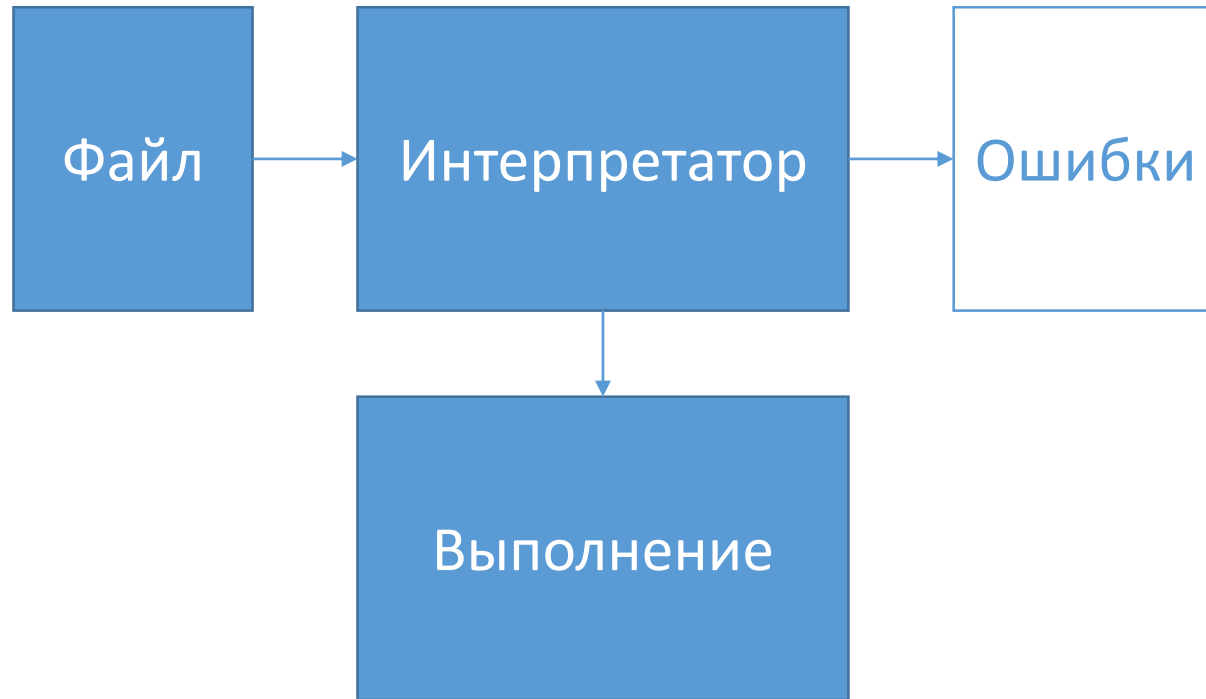 Файл
Интерпретатор
Ошибки
Выполнение